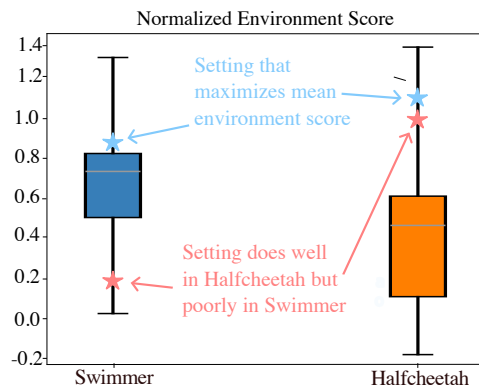 Normalized Environment Score
1.4
1.2
1.0
0.8
0.6
0.4
0.2
0.0
-0.2
Setting that
maximizes mean
environment score
Setting does well
in Halfcheetah but
poorly in Swimmer
Swimmer
Halfcheetah